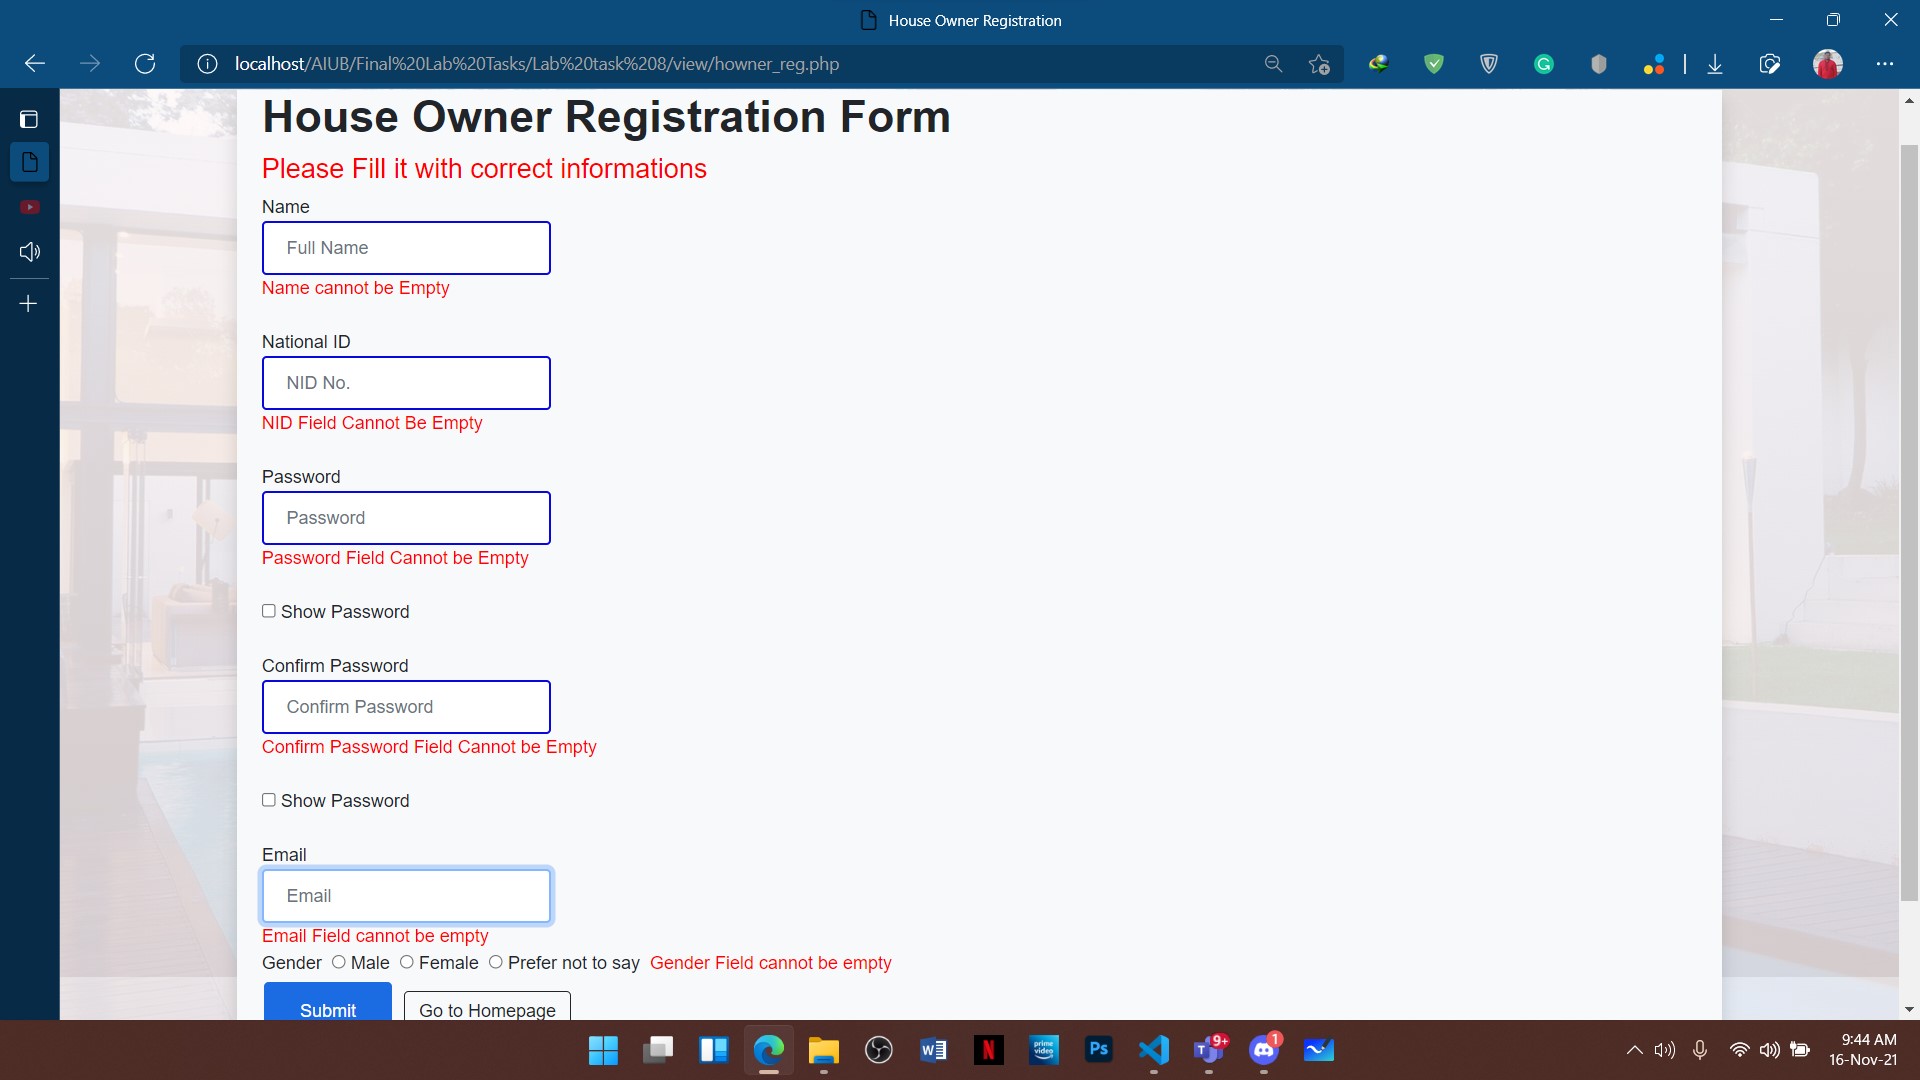 House Owner Registration
localhost/AIUB/Final%20Lab%20Tasks/Lab%20task%208/view/howner_reg.php
House Owner Registration Form
Please Fill it with correct informations
Name
Full Name
Name cannot be Empty
National ID
NID No.
NID Field Cannot Be Empty
Password
Password
Password Field Cannot be Empty
Show Password
Confirm Password
Confirm Password
Confirm Password Field Cannot be Empty
Show Password
Email
Email
Email Field cannot be empty
Gender Male Female Prefer not to say Gender Field cannot be empty
Submit Go to Homepage
W N prime video Ps T 9+ 1
9:44 AM
16-Nov-21